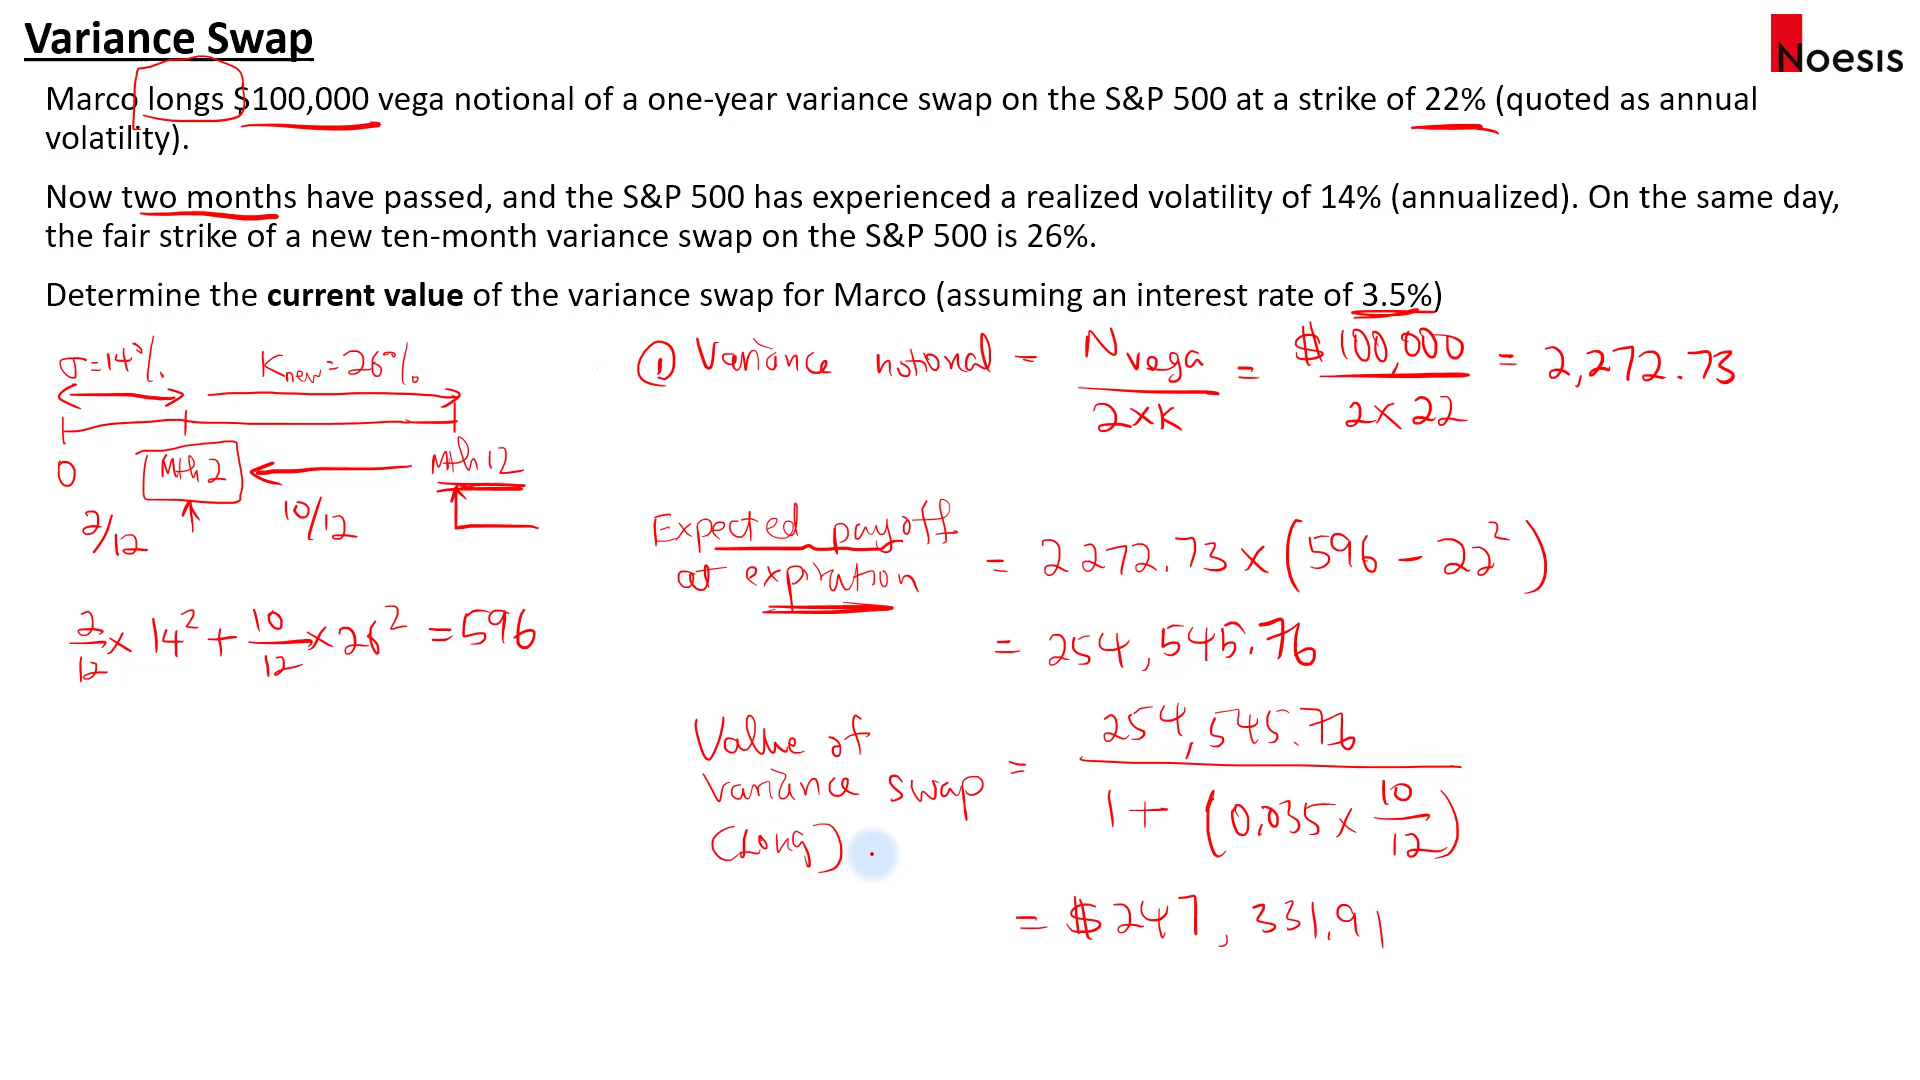 Variance Swap
Noesis
Marco longs $100,000 vega notional of a one-year variance swap on the S&P 500 at a strike of 22% (quoted as annual
volatility).
Now two months have passed, and the S&P 500 has experienced a realized volatility of 14% (annualized). On the same day,
the fair strike of a new ten-month variance swap on the S&P 500 is 26%.
Determine the current value of the variance swap for Marco (assuming an interest rate of 3.5%)
σ=14%. Knew=26%.
0 Mth 2 Mth 12
2/12 10/12
2/12 × 14² + 10/12 × 26² = 596
① Variance notional = Nvega / 2×K = $100,000 / 2×22 = 2,272.73
Expected payoff
at expiration = 2272.73 × (596 - 22²)
= 254,545.76
Value of
variance swap = 254,545.76 / 1 + (0.035 × 10/12)
(Long)
= $247,331.91